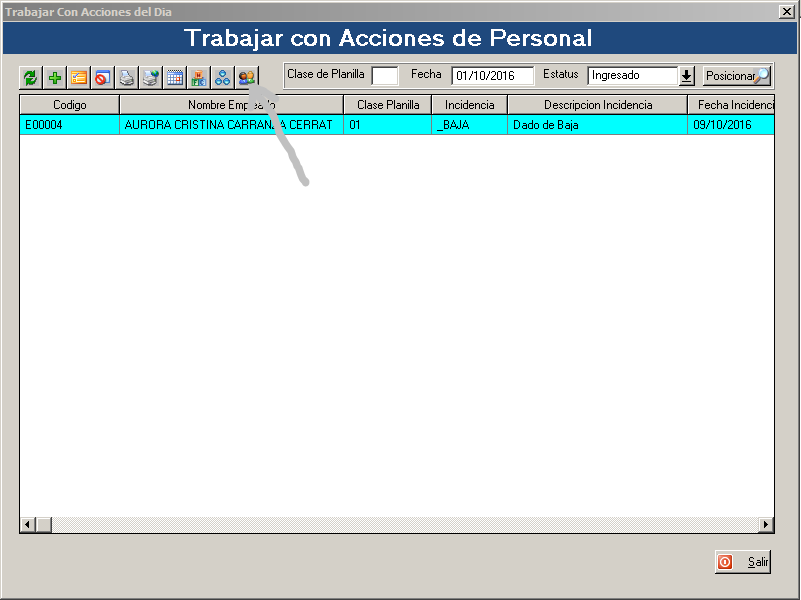 Trabajar Con Acciones del Dia
Trabajar con Acciones de Personal
Clase de Planilla Fecha 01/10/2016 Estatus Ingresado Posicionar
Codigo Nombre Clase Planilla Incidencia Descripcion Incidencia Fecha Incidenci
E00004 AURORA CRISTINA CERRAT 01 _BAJA Dado de Baja 09/10/2016
Salir